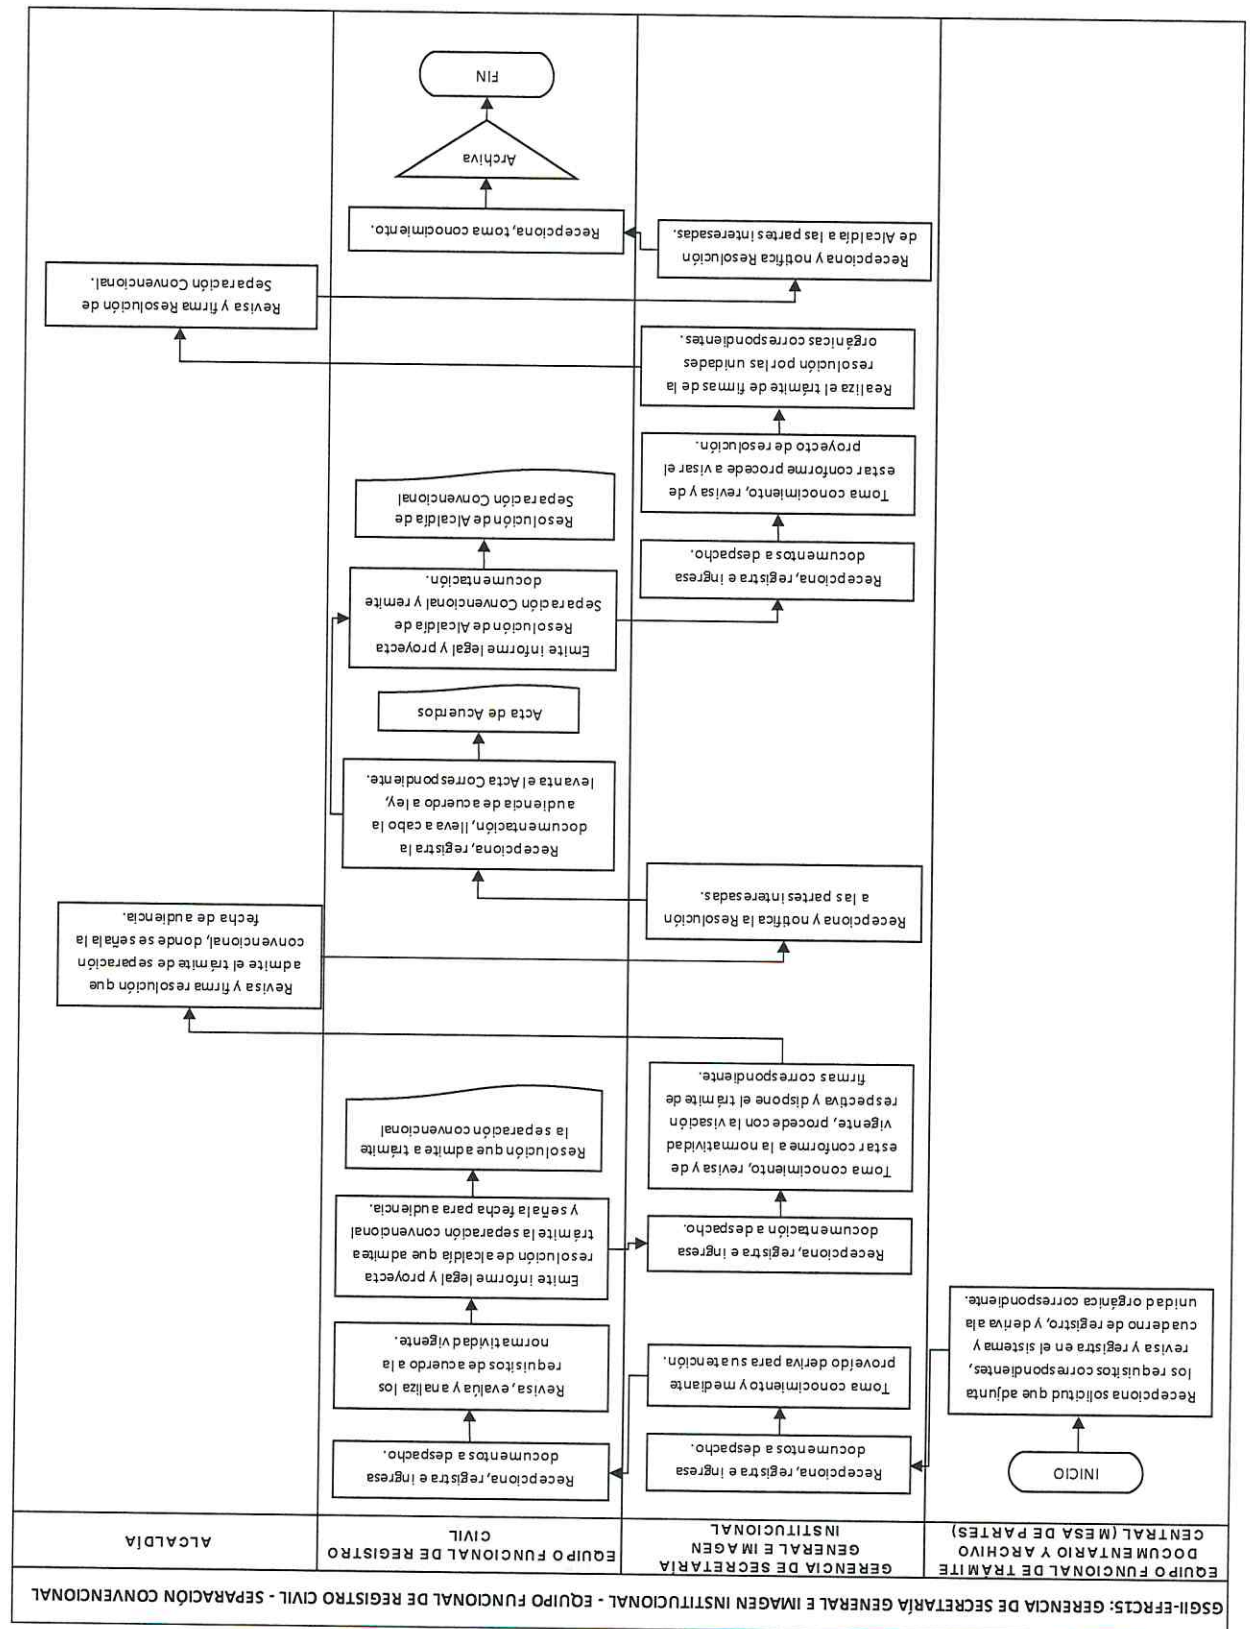 GSGII-EFRC15: GERENCIA DE SECRETARÍA GENERAL E IMAGEN INSTITUCIONAL - EQUIPO FUNCIONAL DE REGISTRO CIVIL - SEPARACIÓN CONVENCIONAL
EQUIPO FUNCIONAL DE TRÁMITE
DOCUMENTARIO Y ARCHIVO
CENTRAL (MESA DE PARTES)
GERENCIA DE SECRETARÍA
GENERAL E IMAGEN
INSTITUCIONAL
EQUIPO FUNCIONAL DE REGISTRO
CIVIL
ALCALDÍA
INICIO
Recepciona solicitud que adjunta
los requisitos correspondientes,
revisa y registra en el sistema y
cuaderno de registro, y deriva a la
unidad orgánica correspondiente.
Recepciona, registra e ingresa
documentos a despacho.
Toma conocimiento y mediante
proveído deriva para su atención.
Recepciona, registra e ingresa
documentos a despacho.
Revisa, evalúa y analiza los
requisitos de acuerdo a la
normatividad vigente.
Emite informe legal y proyecta
resolución de alcaldía que admite a
trámite la separación convencional
y señala fecha para audiencia.
Resolución que admite a trámite
la separación convencional
Recepciona, registra e ingresa
documentación a despacho.
Toma conocimiento, revisa y de
estar conforme a la normatividad
vigente, procede con la visación
respectiva y dispone el trámite de
firmas correspondiente.
Revisa y firma resolución que
admite el trámite de separación
convencional, donde se señala la
fecha de audiencia.
Recepciona y notifica la Resolución
a las partes interesadas.
Recepciona, registra la
documentación, lleva a cabo la
audiencia de acuerdo a ley,
levanta el Acta Correspondiente.
Acta de Acuerdos
Emite informe legal y proyecta
Resolución de Alcaldía de
Separación Convencional y remite
documentación.
Resolución de Alcaldía de
Separación Convencional
Recepciona, registra e ingresa
documentos a despacho.
Toma conocimiento, revisa y de
estar conforme procede a visar el
proyecto de resolución.
Realiza el trámite de firmas de la
resolución por las unidades
orgánicas correspondientes.
Revisa y firma Resolución de
Separación Convencional.
Recepciona y notifica Resolución
de Alcaldía a las partes interesadas.
Recepciona, toma conocimiento.
Archiva
FIN